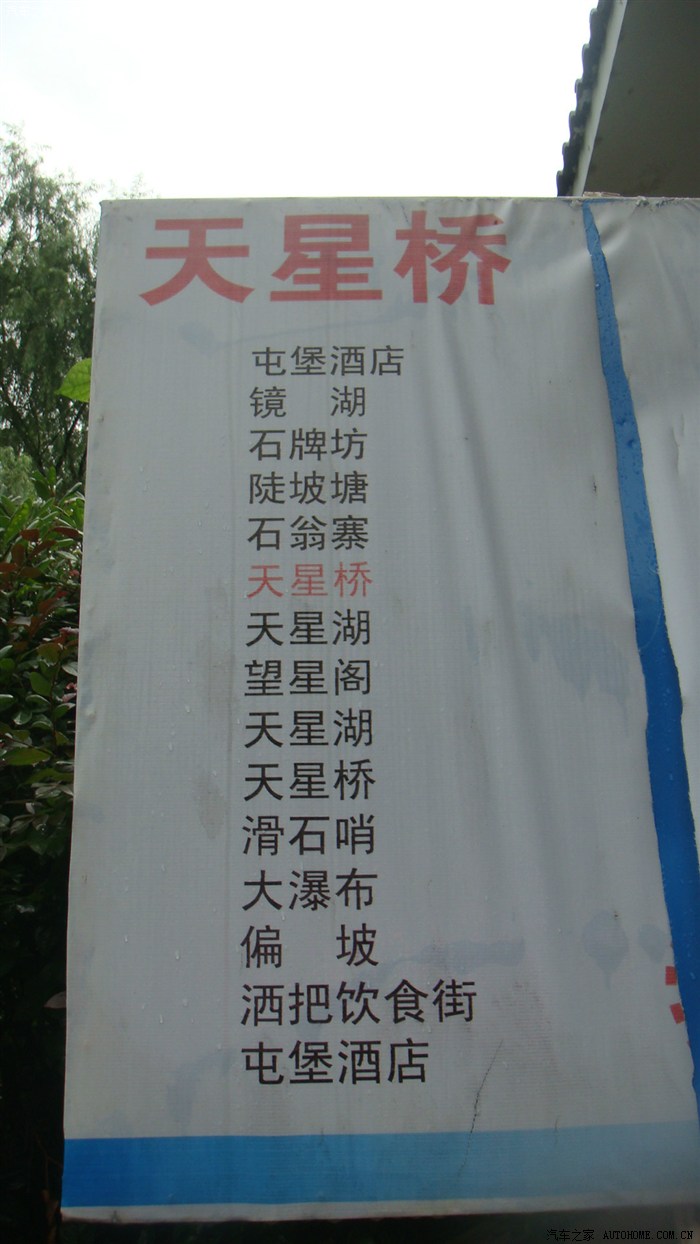 天星桥
屯堡酒店
镜 湖
石牌坊
陡坡塘
石翁寨
天星桥
天星湖
望星阁
天星湖
天星桥
滑石哨
大瀑布
偏 坡
洒把饮食街
屯堡酒店
汽车之家 AUTOHOME.COM.CN